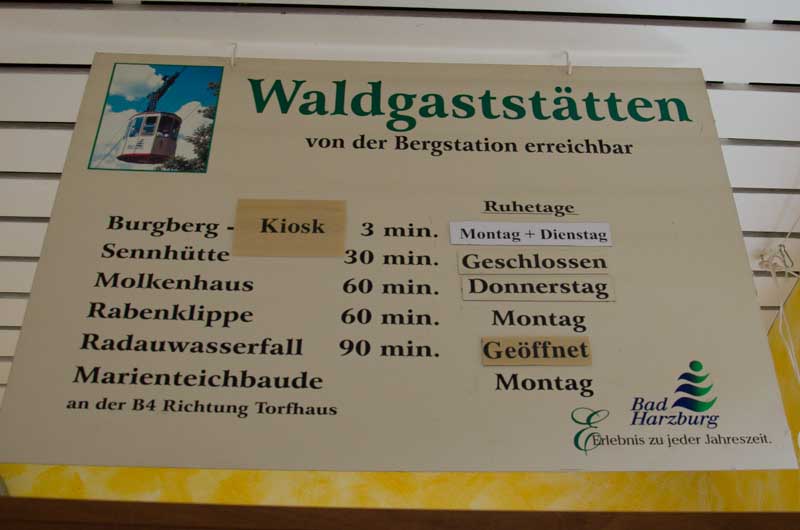 Waldgaststätten
von der Bergstation erreichbar
Ruhetage
Burgberg - Kiosk 3 min. Montag + Dienstag
Sennhütte 30 min. Geschlossen
Molkenhaus 60 min. Donnerstag
Rabenklippe 60 min. Montag
Radauwasserfall 90 min. Geöffnet
Marienteichbaude Montag
an der B4 Richtung Torfhaus
Bad
Harzburg
Erlebnis zu jeder Jahreszeit.